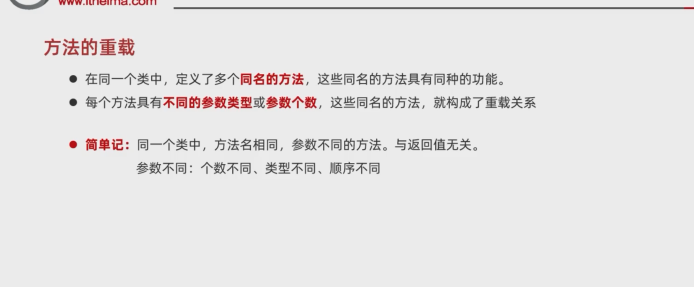 www.itheima.com
方法的重载
● 在同一个类中，定义了多个同名的方法，这些同名的方法具有同种的功能。
● 每个方法具有不同的参数类型或参数个数，这些同名的方法，就构成了重载关系
● 简单记：同一个类中，方法名相同，参数不同的方法。与返回值无关。
参数不同：个数不同、类型不同、顺序不同